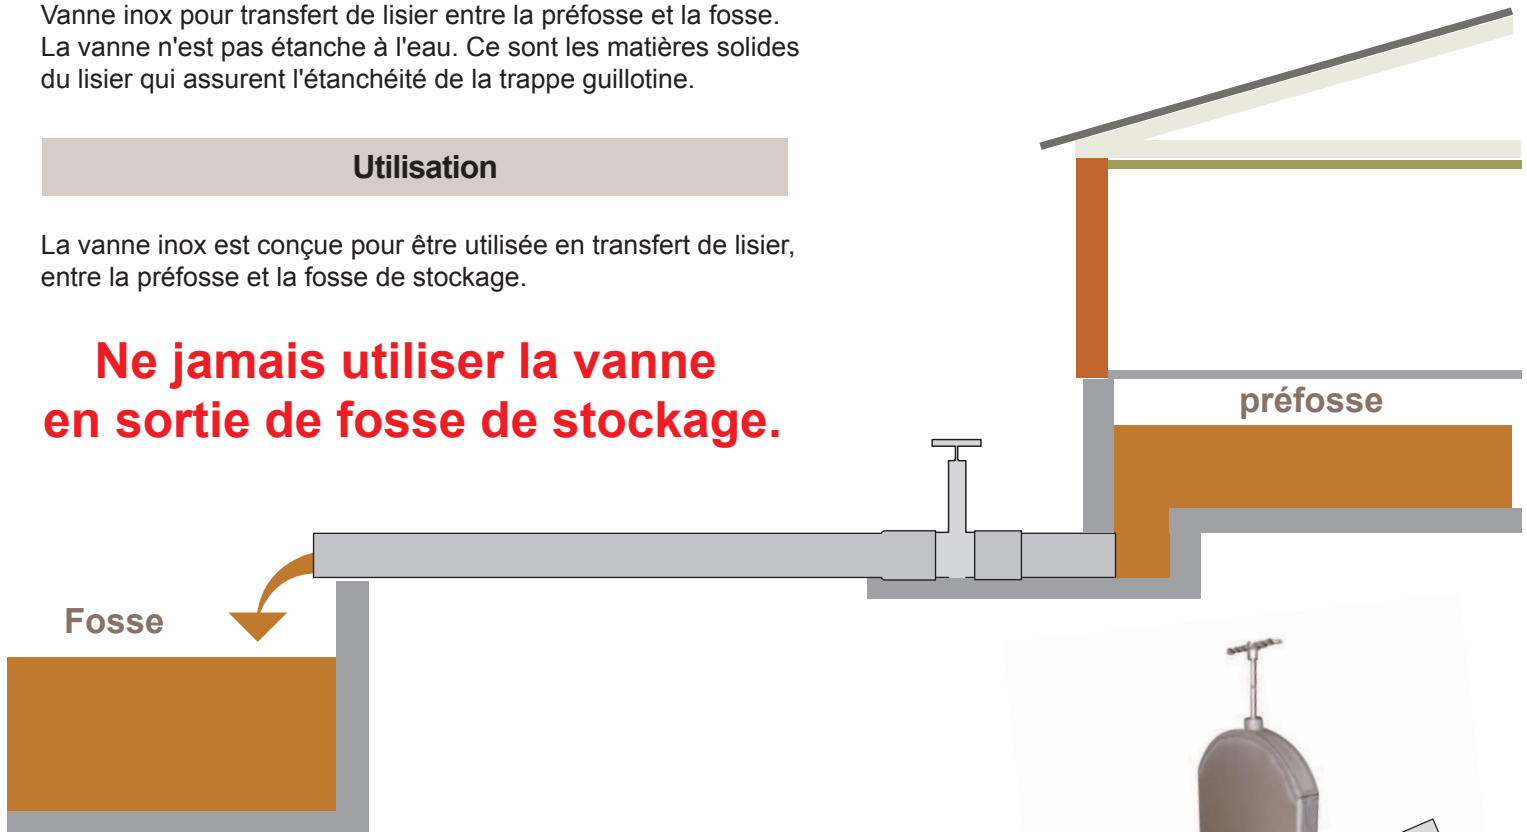 Vanne inox pour transfert de lisier entre la préfosse et la fosse.
La vanne n'est pas étanche à l'eau. Ce sont les matières solides
du lisier qui assurent l'étanchéité de la trappe guillotine.
Utilisation
La vanne inox est conçue pour être utilisée en transfert de lisier,
entre la préfosse et la fosse de stockage.
Ne jamais utiliser la vanne
en sortie de fosse de stockage.
préfosse
Fosse